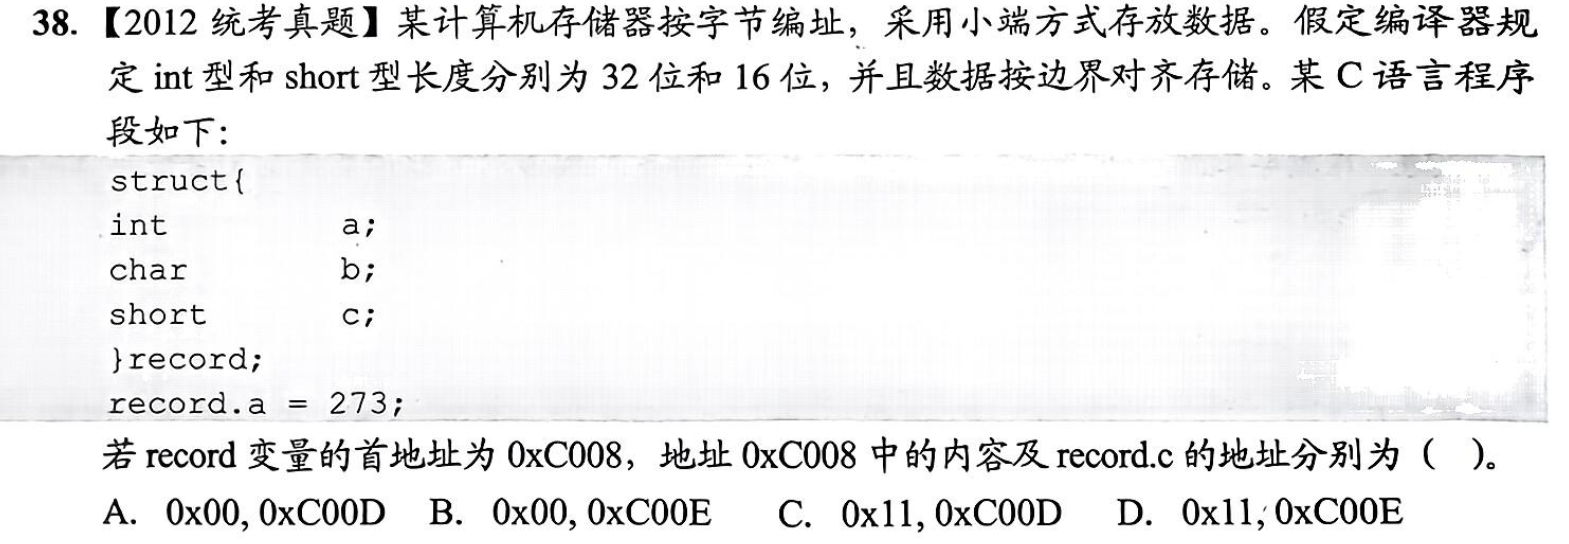 38. 【2012 统考真题】某计算机存储器按字节编址，采用小端方式存放数据。假定编译器规
定 int 型和 short 型长度分别为 32 位和 16 位，并且数据按边界对齐存储。某 C 语言程序
段如下：
struct{
int a;
char b;
short c;
}record;
record.a = 273;
若 record 变量的首地址为 0xC008，地址 0xC008 中的内容及 record.c 的地址分别为（ ）。
A. 0x00, 0xC00D B. 0x00, 0xC00E C. 0x11, 0xC00D D. 0x11, 0xC00E